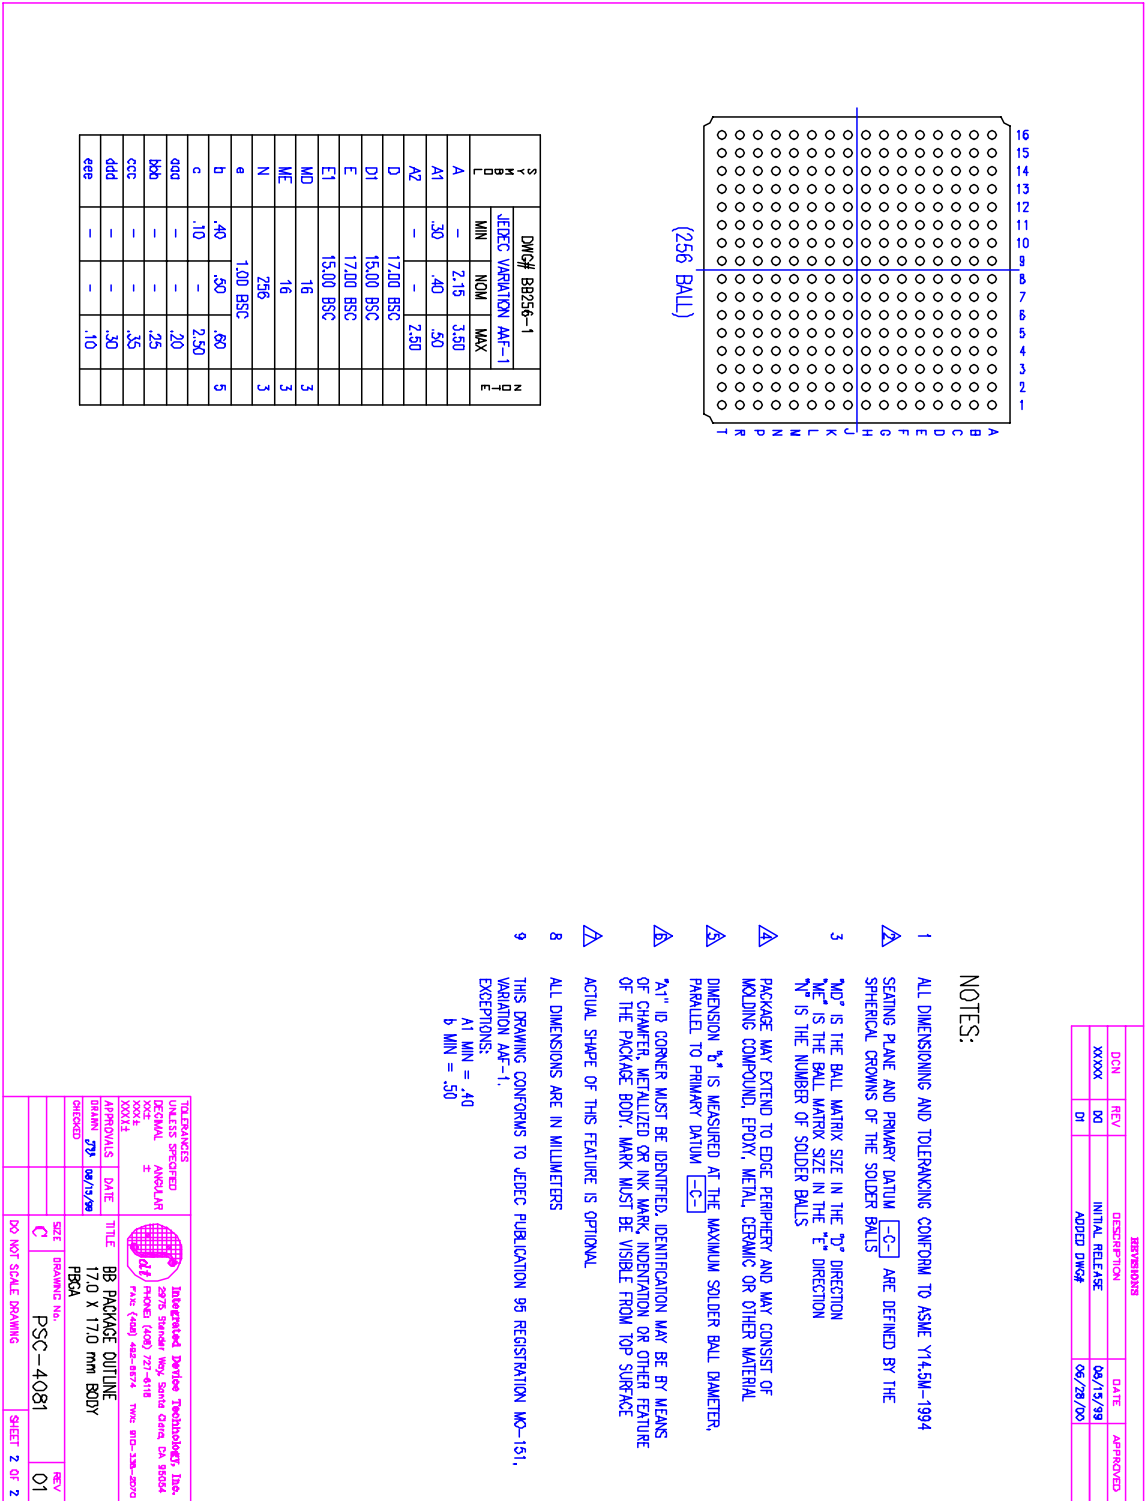 REVISIONS
DCN REV DESCRIPTION DATE APPROVED
XXXXX 00 INITIAL RELEASE 08/15/99
01 ADDED DWG# 06/28/00
16 15 14 13 12 11 10 9 8 7 6 5 4 3 2 1
A B C D E F G H J K L M N P R T
(256 BALL)
SYMBOL DWG# BB256-1 NOTE
JEDEC VARIATION AAF-1
MIN NOM MAX
A - 2.15 3.50
A1 .30 .40 .50
A2 - - 2.50
D 17.00 BSC
D1 15.00 BSC
E 17.00 BSC
E1 15.00 BSC
MD 16 3
ME 16 3
N 256 3
e 1.00 BSC
b .40 .50 .60 5
c .10 - 2.50
aaa - - .20
bbb - - .25
ccc - - .35
ddd - - .30
eee - - .10
NOTES:
1 ALL DIMENSIONING AND TOLERANCING CONFORM TO ASME Y14.5M-1994
2 SEATING PLANE AND PRIMARY DATUM -C- ARE DEFINED BY THE
SPHERICAL CROWNS OF THE SOLDER BALLS
3 "MD" IS THE BALL MATRIX SIZE IN THE "D" DIRECTION
"ME" IS THE BALL MATRIX SIZE IN THE "E" DIRECTION
"N" IS THE NUMBER OF SOLDER BALLS
4 PACKAGE MAY EXTEND TO EDGE PERIPHERY AND MAY CONSIST OF
MOLDING COMPOUND, EPOXY, METAL, CERAMIC OR OTHER MATERIAL
5 DIMENSION "b" IS MEASURED AT THE MAXIMUM SOLDER BALL DIAMETER,
PARALLEL TO PRIMARY DATUM -C-
6 "A1" ID CORNER MUST BE IDENTIFIED. IDENTIFICATION MAY BE BY MEANS
OF CHAMFER, METALLIZED OR INK MARK, INDENTATION OR OTHER FEATURE
OF THE PACKAGE BODY. MARK MUST BE VISIBLE FROM TOP SURFACE
7 ACTUAL SHAPE OF THIS FEATURE IS OPTIONAL
8 ALL DIMENSIONS ARE IN MILLIMETERS
9 THIS DRAWING CONFORMS TO JEDEC PUBLICATION 95 REGISTRATION MO-151,
VARIATION AAF-1.
EXCEPTIONS:
A1 MIN = .40
b MIN = .50
TOLERANCES
UNLESS SPECIFIED
DECIMAL ANGULAR
XX± ±
XXX±
XXXX±
APPROVALS DATE
DRAWN 08/15/99
CHECKED
dt
Integrated Device Technology, Inc.
2975 Stender Way, Santa Clara, CA 95054
PHONE: (408) 727-6116
FAX: (408) 492-8674 TWX: 910-338-2070
TITLE BB PACKAGE OUTLINE
17.0 X 17.0 mm BODY
PBGA
SIZE DRAWING No. REV
C PSC-4081 01
DO NOT SCALE DRAWING SHEET 2 OF 2